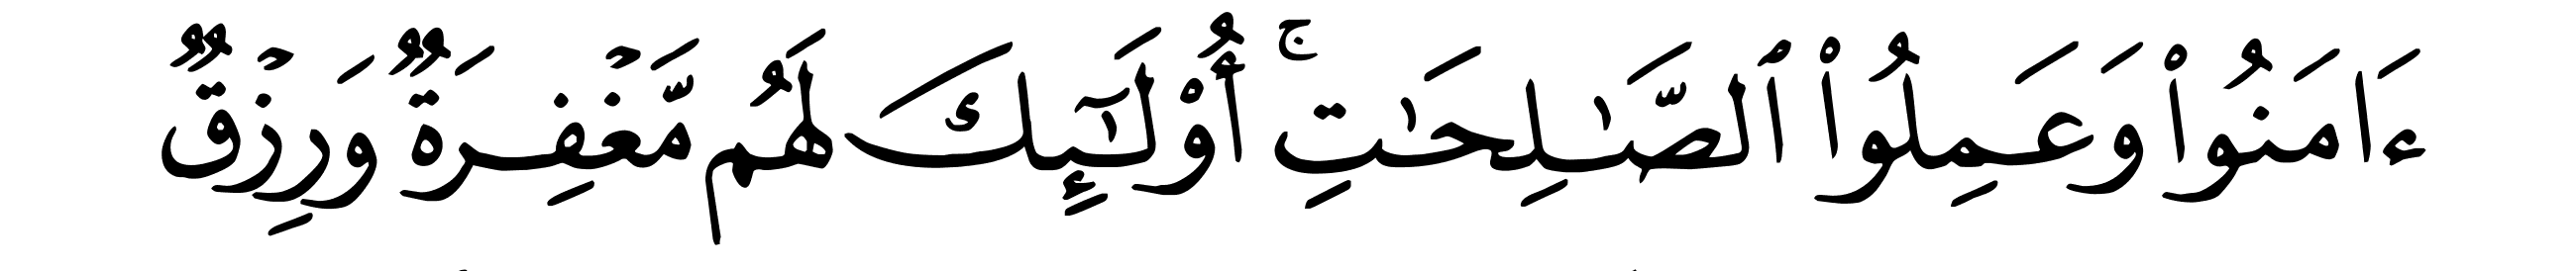 ءَامَنُوا۟ وَعَمِلُوا۟ ٱلصَّـٰلِحَـٰتِ ۚ أُو۟لَـٰٓئِكَ لَهُم مَّغْفِرَةٌ وَرِزْقٌ